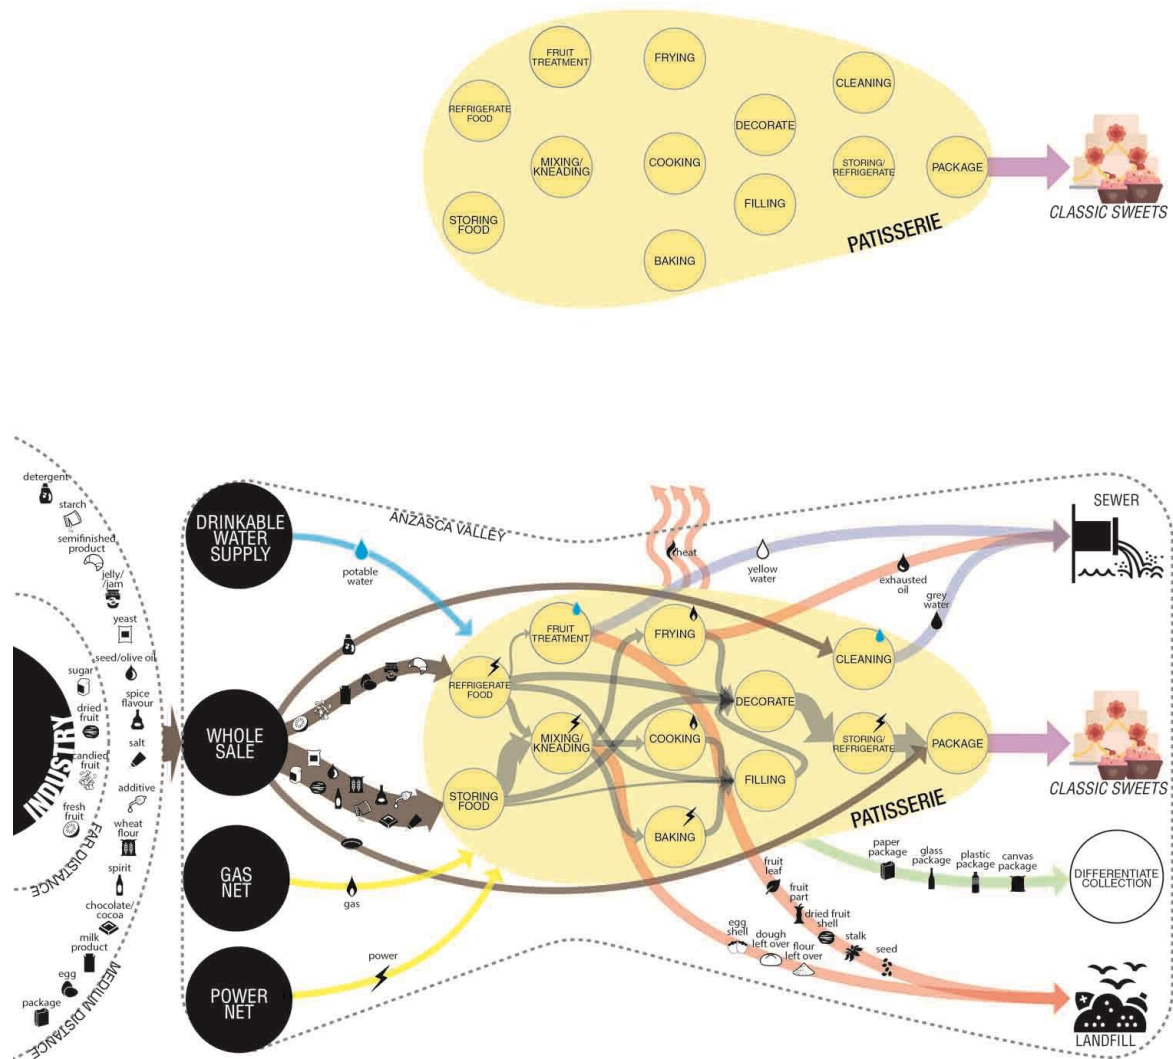 FRUIT
TREATMENT
FRYING
CLEANING
REFRIGERATE
FOOD
DECORATE
MIXING/
KNEADING
COOKING
STORING/
REFRIGERATE
PACKAGE
CLASSIC SWEETS
STORING
FOOD
FILLING
PATISSERIE
BAKING
detergent
starch
semifinished
product
jelly/
/jam
yeast
seed/olive oil
sugar
spice
flavour
dried
fruit
salt
candied
fruit
additive
fresh
fruit
wheat
flour
spirit
chocolate/
cocoa
milk
product
egg
package
INDUSTRY
FAR DISTANCE
MEDIUM DISTANCE
DRINKABLE
WATER
SUPPLY
ANZASCA VALLEY
potable
water
heat
yellow
water
exhausted
oil
grey
water
SEWER
FRUIT
TREATMENT
FRYING
CLEANING
REFRIGERATE
FOOD
DECORATE
WHOLE
SALE
MIXING/
KNEADING
COOKING
STORING/
REFRIGERATE
PACKAGE
CLASSIC SWEETS
STORING
FOOD
FILLING
PATISSERIE
BAKING
GAS
NET
gas
paper
package
glass
package
plastic
package
canvas
package
DIFFERENTIATE
COLLECTION
fruit
leaf
fruit
part
dried fruit
shell
stalk
seed
egg
shell
dough
left over
flour
left over
power
POWER
NET
LANDFILL